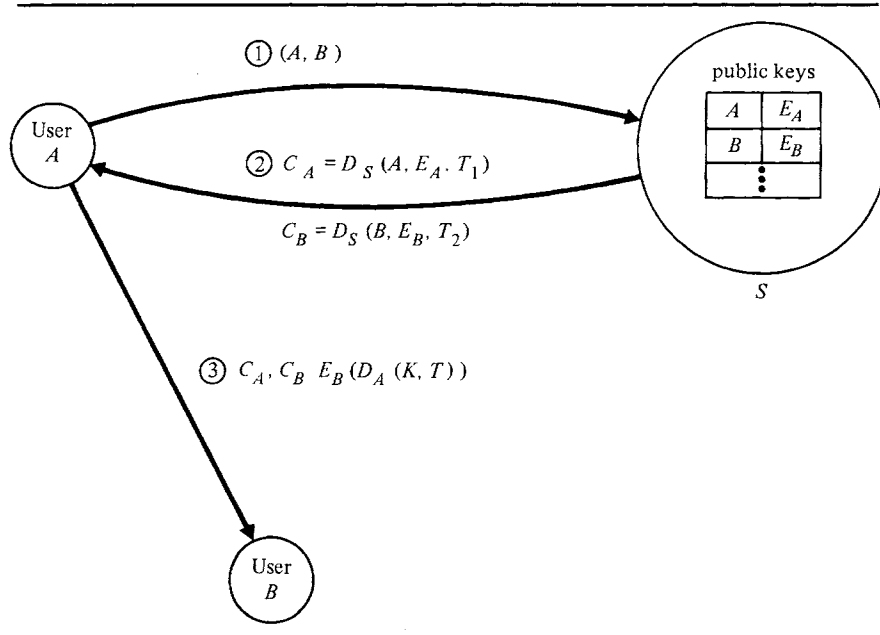 ① (A, B)
public keys
A E_A
B E_B
User
A
② C_A = D_S (A, E_A. T_1)
C_B = D_S (B, E_B, T_2)
S
③ C_A, C_B E_B (D_A (K, T))
User
B